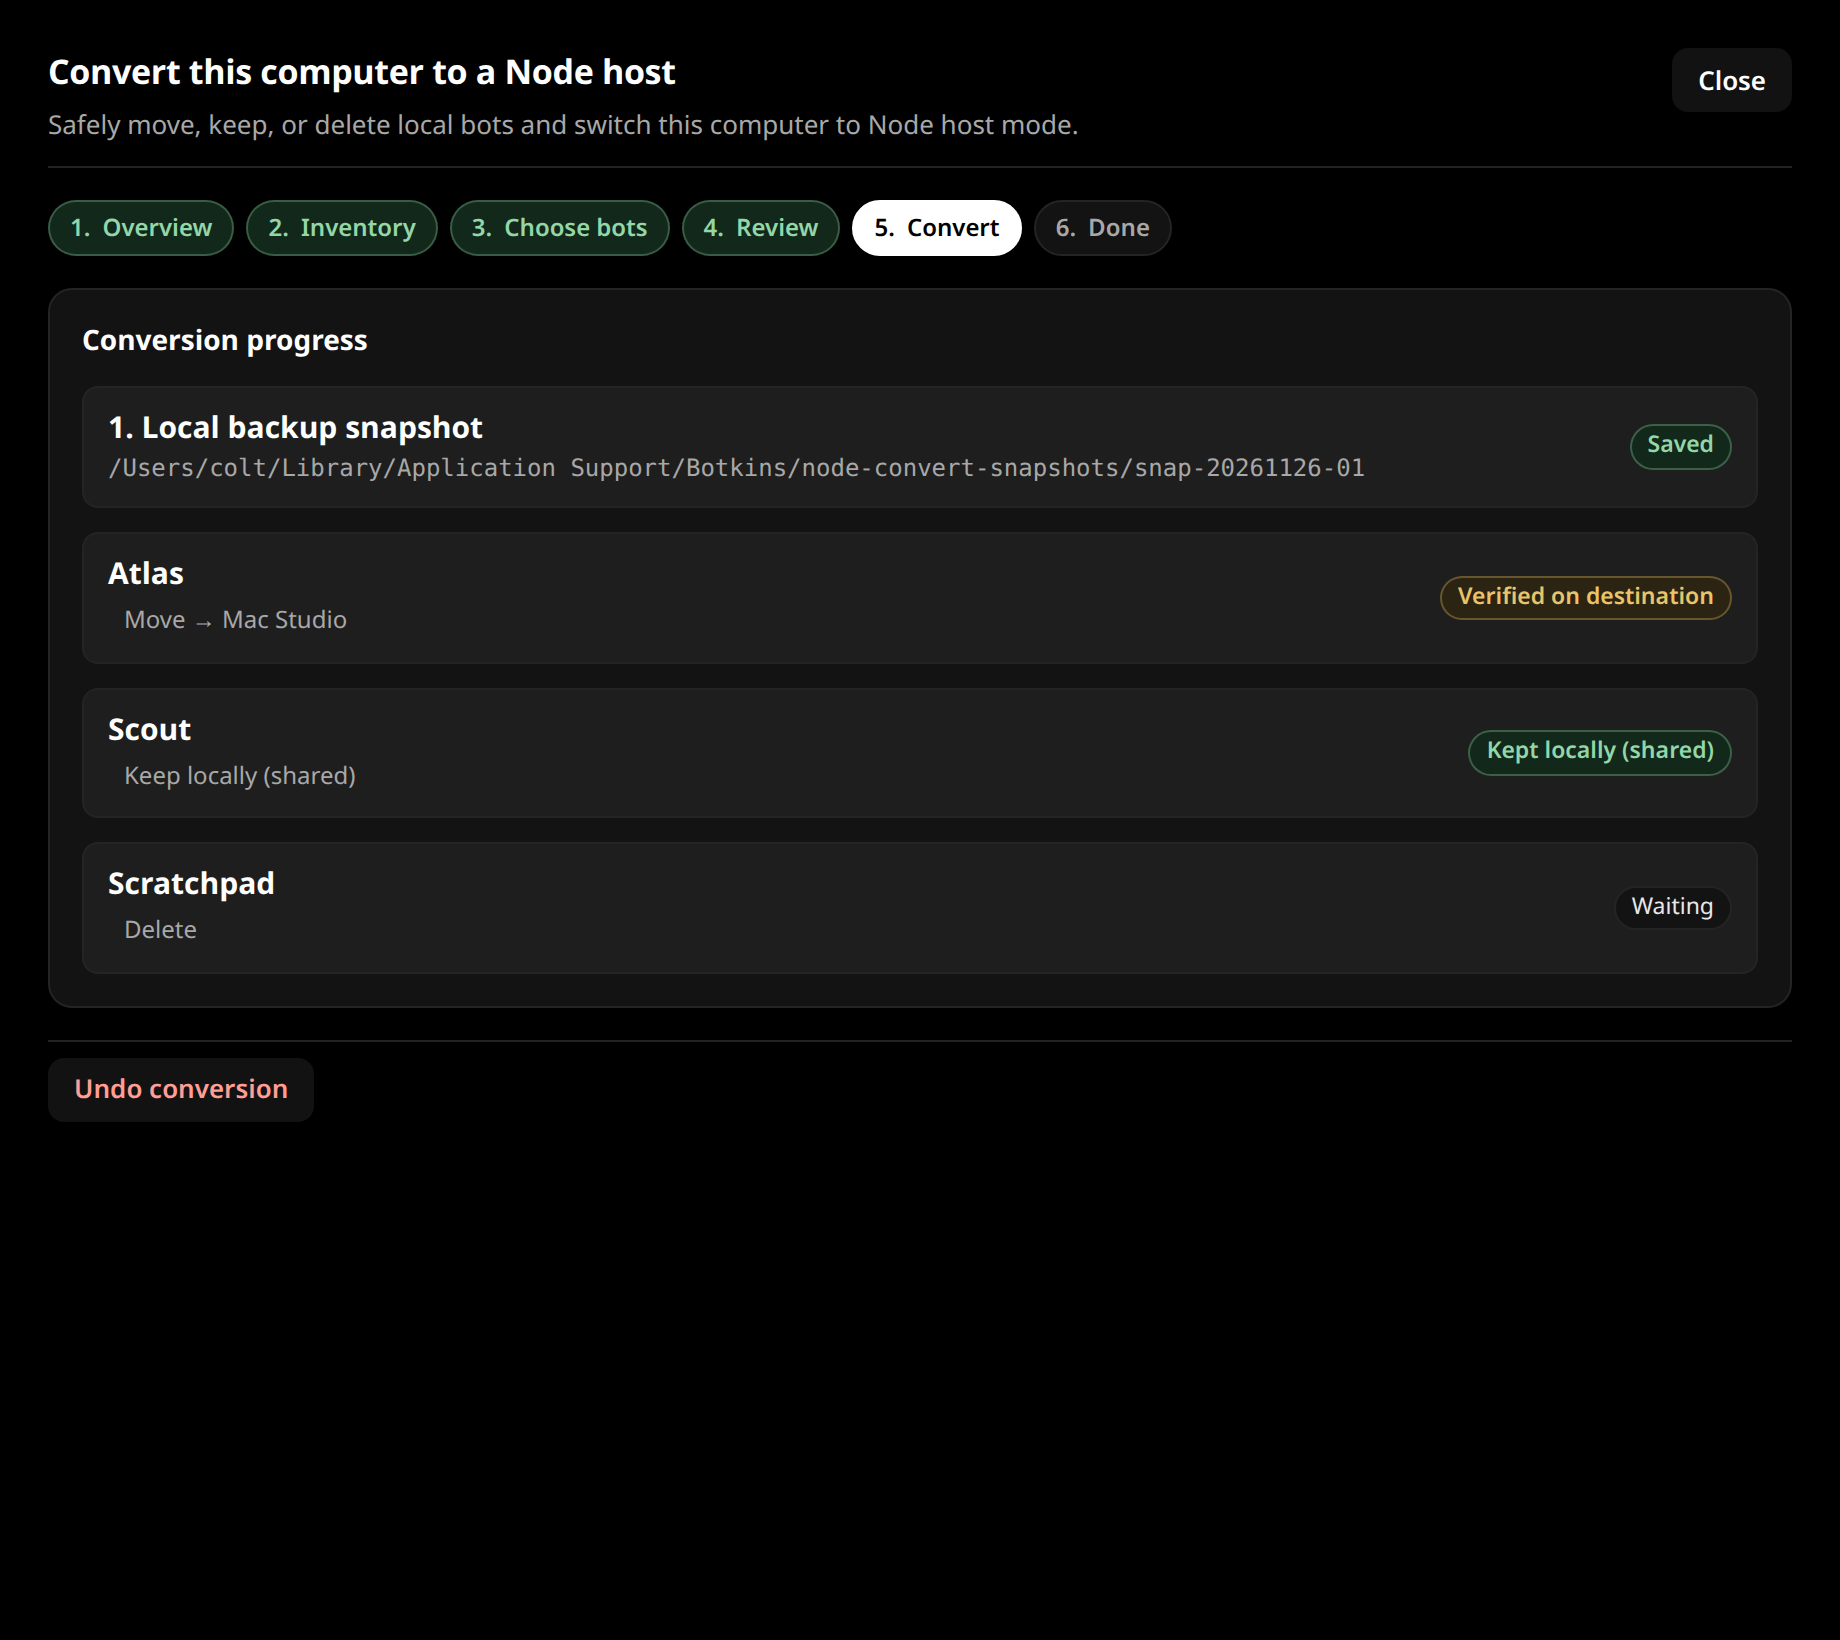 Convert this computer to a Node host
Close
Safely move, keep, or delete local bots and switch this computer to Node host mode.
1. Overview
2. Inventory
3. Choose bots
4. Review
5. Convert
6. Done
Conversion progress
1. Local backup snapshot
/Users/colt/Library/Application Support/Botkins/node-convert-snapshots/snap-20261126-01
Saved
Atlas
Move → Mac Studio
Verified on destination
Scout
Keep locally (shared)
Kept locally (shared)
Scratchpad
Delete
Waiting
Undo conversion